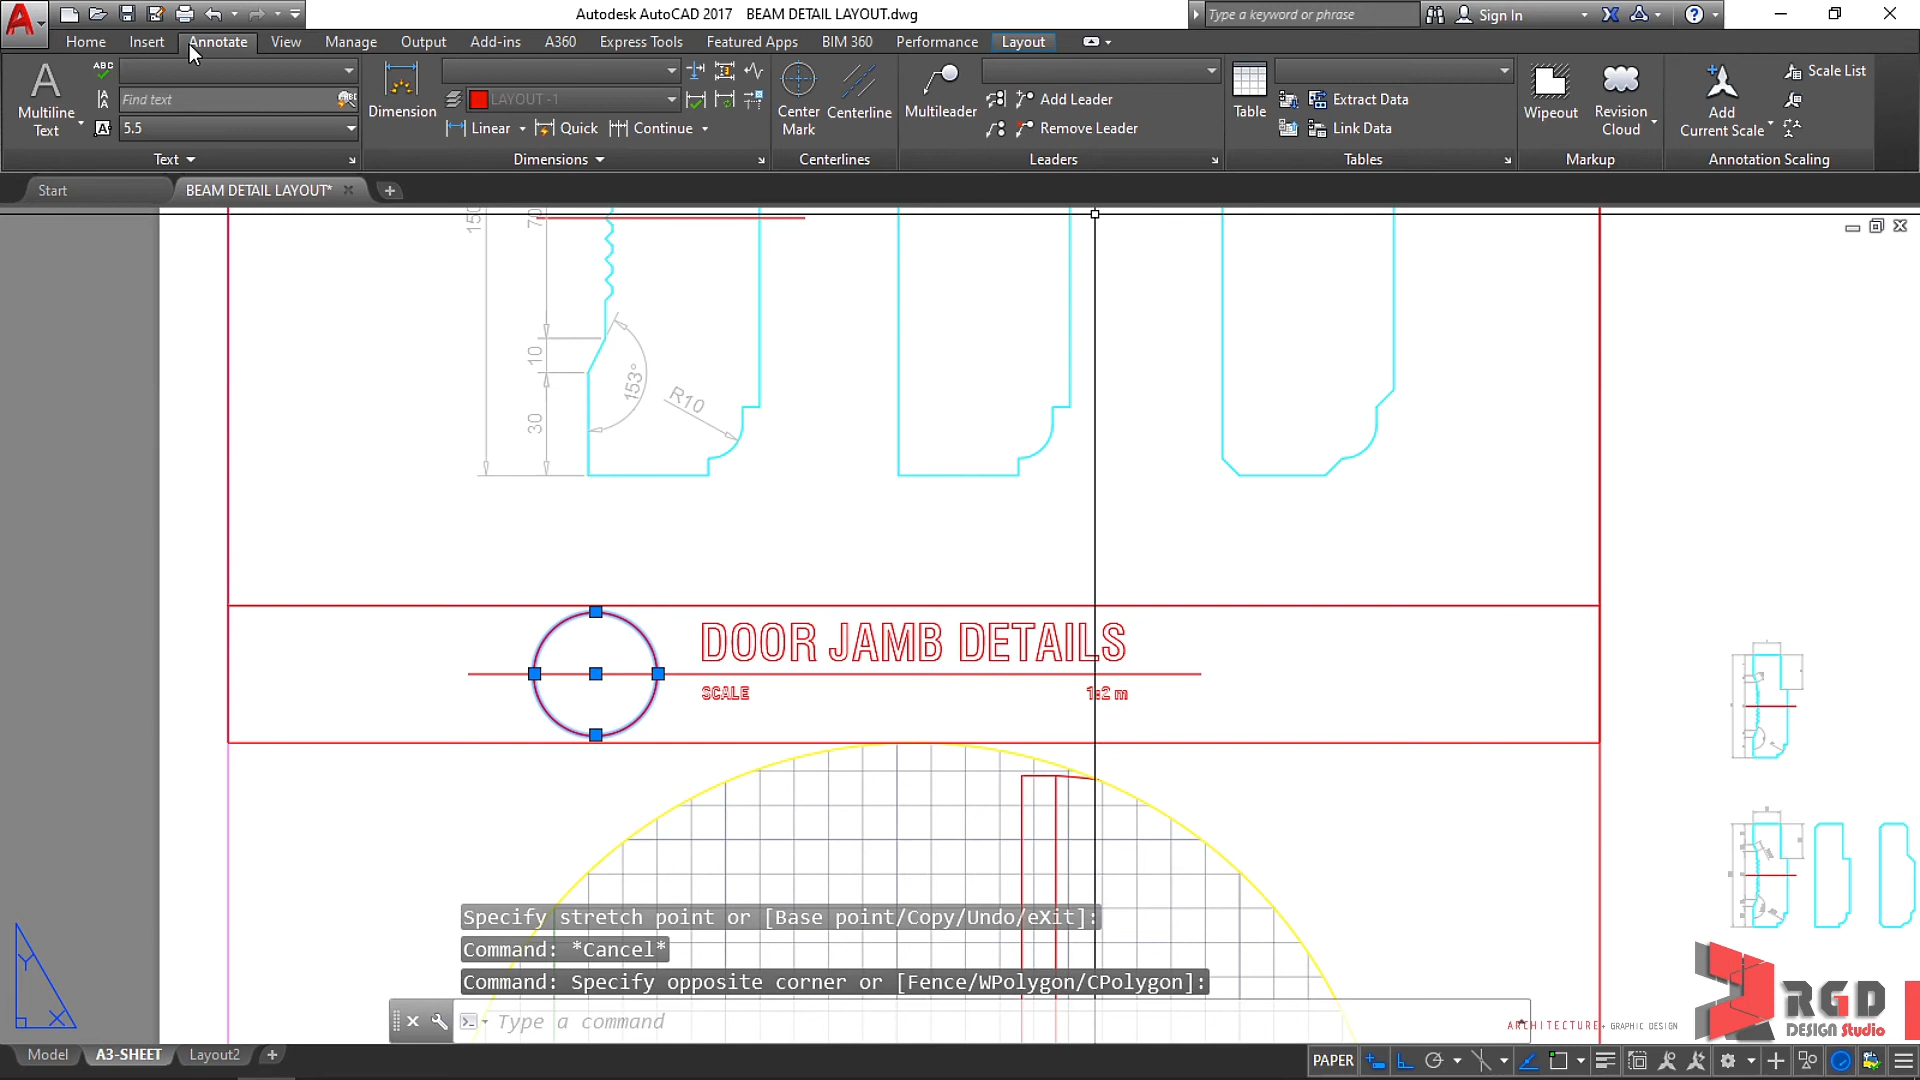 Autodesk AutoCAD 2017 BEAM DETAIL LAYOUT.dwg
Type a keyword or phrase
Sign In
Home Insert Annotate View Manage Output Add-ins A360 Express Tools Featured Apps BIM 360 Performance Layout
Multiline Text
ABC
Find text
5.5
Text
Dimension
LAYOUT -1
Linear Quick Continue
Dimensions
Center Mark
Centerline
Centerlines
Multileader
Add Leader
Remove Leader
Leaders
Table
Extract Data
Link Data
Tables
Wipeout
Revision Cloud
Markup
Add Current Scale
Scale List
Annotation Scaling
Start
BEAM DETAIL LAYOUT*
150
70
10
153°
R10
30
DOOR JAMB DETAILS
SCALE
1:2 m
Specify stretch point or [Base point/Copy/Undo/eXit]:
Command: *Cancel*
Command: Specify opposite corner or [Fence/WPolygon/CPolygon]:
Type a command
Y
X
RGD
DESIGN Studio
ARCHITECTURE + GRAPHIC DESIGN
Model A3-SHEET Layout2
PAPER